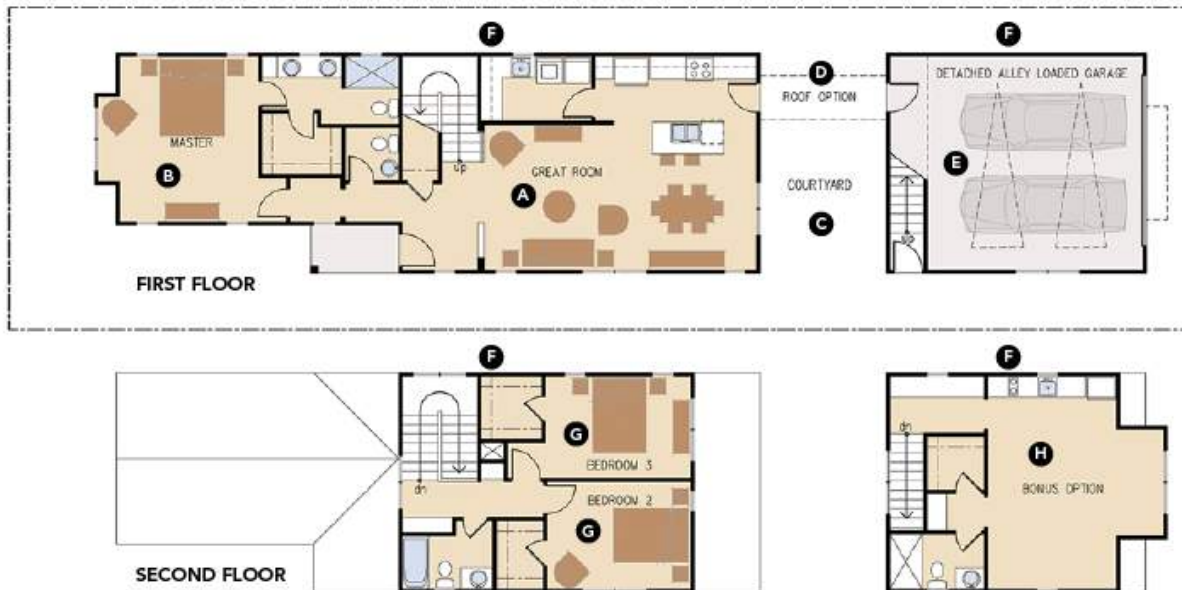 F
F
DETACHED ALLEY LOADED GARAGE
D
ROOF OPTION
MASTER
B
GREAT ROOM
A
up
E
COURTYARD
C
up
FIRST FLOOR
F
F
G
BEDROOM 3
dn
BEDROOM 2
G
dn
H
BONUS OPTION
SECOND FLOOR